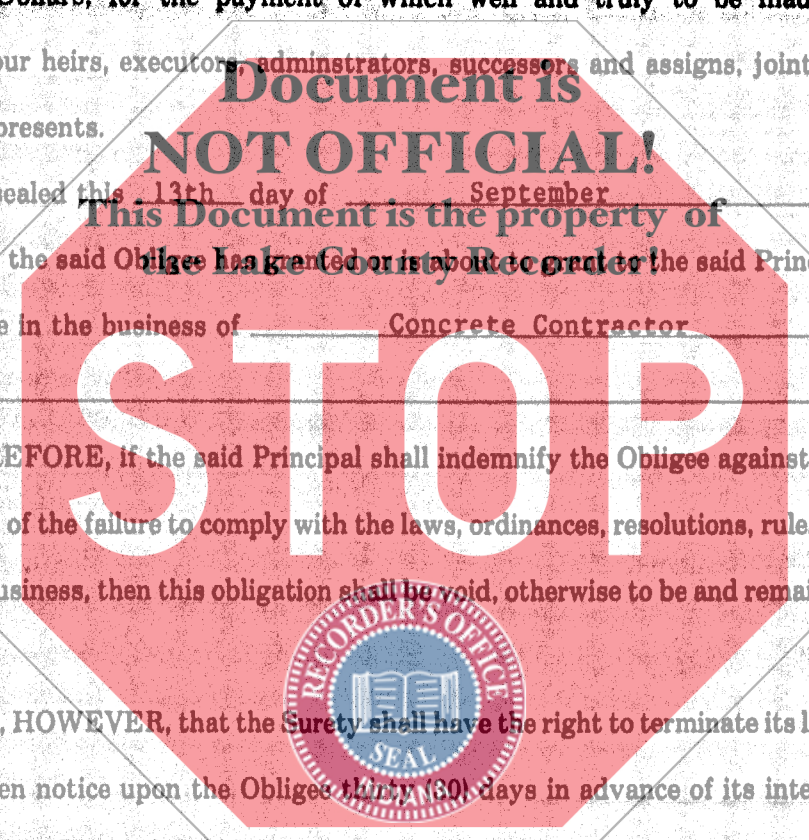 Dollars, for the payment of which well and truly to be mad
our heirs, executors, adminstrators, successors and assigns, joint
Document is
presents.
NOT OFFICIAL!
sealed this 13th day of September
This Document is the property of
the said Obligee has granted or is about to grant to the said Prin
the Lake County Recorder!
e in the business of Concrete Contractor
STOP
EFORE, if the said Principal shall indemnify the Obligee against
of the failure to comply with the laws, ordinances, resolutions, rule
usiness, then this obligation shall be void, otherwise to be and rema
RECORDER'S OFFICE
SEAL
, HOWEVER, that the Surety shall have the right to terminate its l
en notice upon the Obligee thirty (30) days in advance of its inte